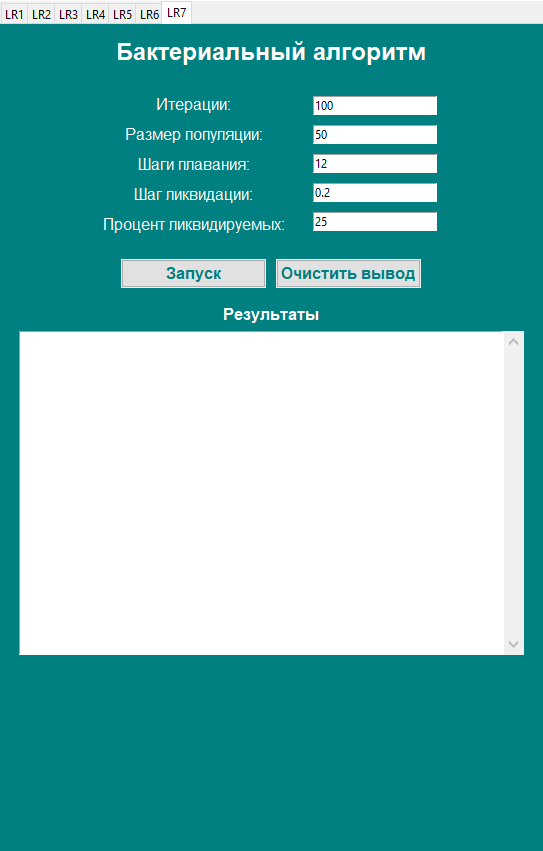 LR1 LR2 LR3 LR4 LR5 LR6 LR7
Бактериальный алгоритм
Итерации: 100
Размер популяции: 50
Шаги плавания: 12
Шаг ликвидации: 0.2
Процент ликвидируемых: 25
Запуск Очистить вывод
Результаты